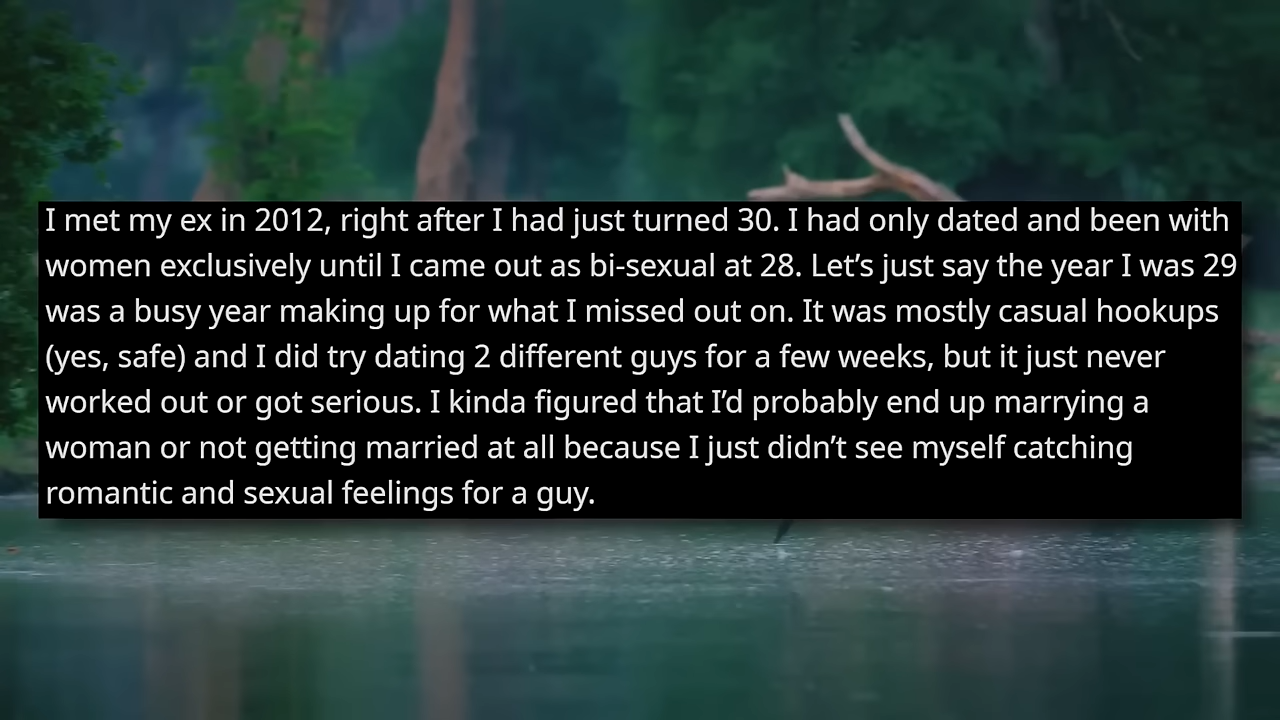 I met my ex in 2012, right after I had just turned 30. I had only dated and been with
women exclusively until I came out as bi-sexual at 28. Let’s just say the year I was 29
was a busy year making up for what I missed out on. It was mostly casual hookups
(yes, safe) and I did try dating 2 different guys for a few weeks, but it just never
worked out or got serious. I kinda figured that I’d probably end up marrying a
woman or not getting married at all because I just didn’t see myself catching
romantic and sexual feelings for a guy.